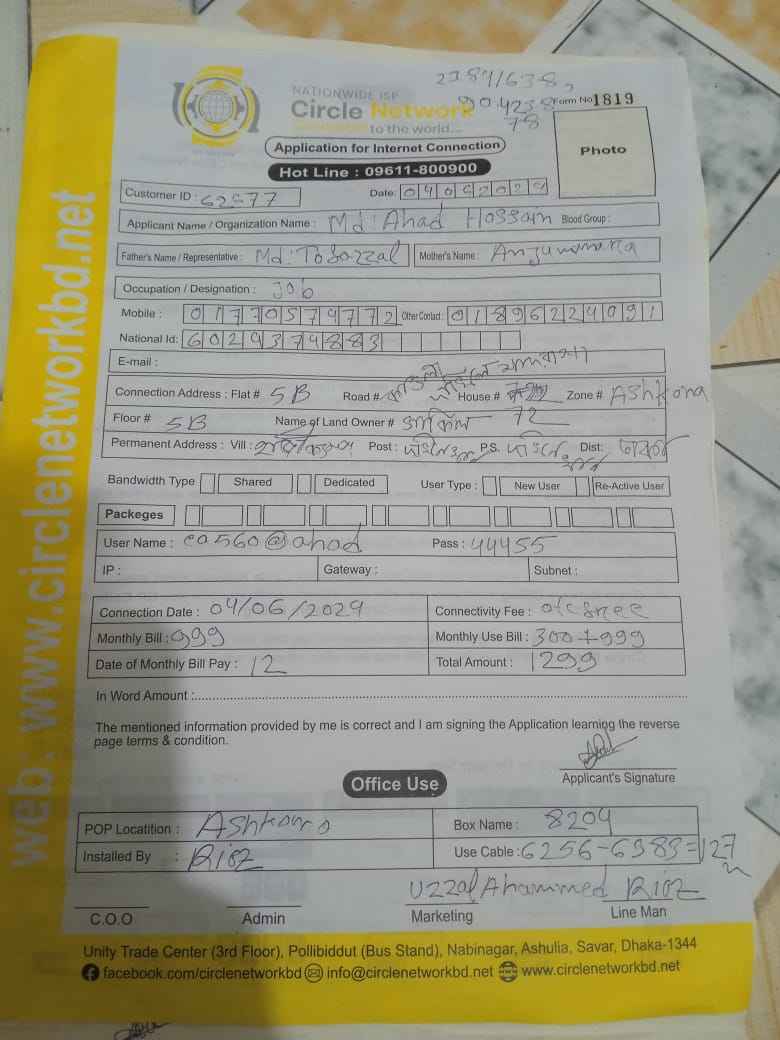 2384/638,
904238
78
NATIONWIDE ISP
Circle Network
Connected to the world....
Form No 1819
Application for Internet Connection
Photo
Hot Line : 09611-800900
Customer ID : 62577 Date:
Applicant Name / Organization Name : Md: Ahad Hossain Blood Group :
Father's Name / Representative : Md: Tofazzal Mother's Name :
Occupation / Designation : Job
Mobile : 01770574772 Other Contact : 01896224091
National Id: 6029374883
E-mail :
Connection Address : Flat # 5B Road # House # Zone # Ashkona
Floor # 5B Name of Land Owner # 72
Permanent Address : Vill : Post : P.S. Dist: ঢাকা
Bandwidth Type Shared Dedicated User Type : New User Re-Active User
Packeges
User Name : ea560@ahad Pass : 44455
IP : Gateway : Subnet :
Connection Date : 04/06/2024 Connectivity Fee :
Monthly Bill : 999 Monthly Use Bill : 300+999
Date of Monthly Bill Pay : 12 Total Amount : 1299
In Word Amount :
The mentioned information provided by me is correct and I am signing the Application learning the reverse
page terms & condition.
Applicant's Signature
Office Use
POP Locatition : Ashkona Box Name : 8204
Installed By : Use Cable : 6256-6383=127
Uzzal Ahammed
C.O.O Admin Marketing Line Man
Unity Trade Center (3rd Floor), Pollibiddut (Bus Stand), Nabinagar, Ashulia, Savar, Dhaka-1344
facebook.com/circlenetworkbd info@circlenetworkbd.net www.circlenetworkbd.net
web: www.circlenetworkbd.net